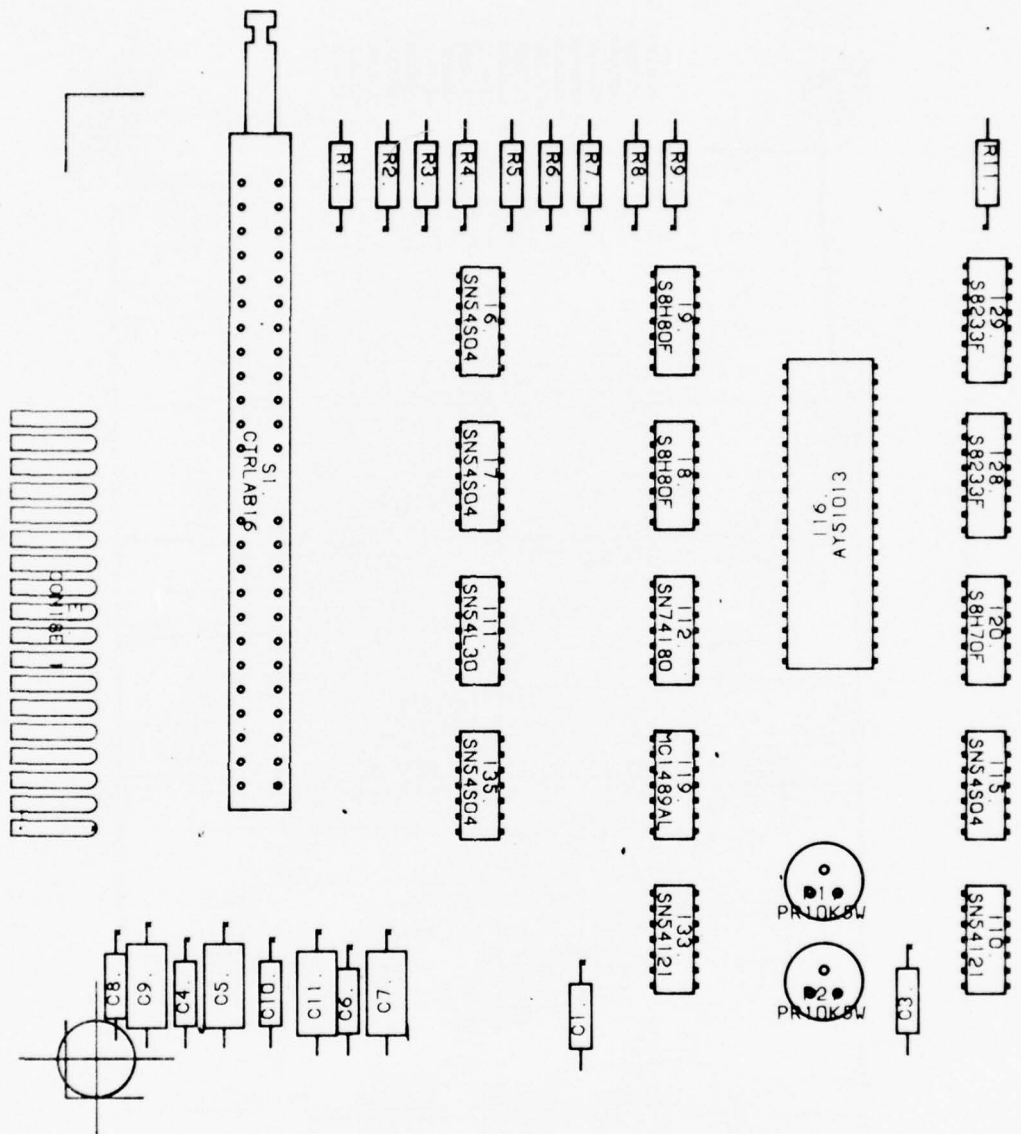 R1.
R2.
R3.
R4.
R5.
R6.
R7.
R8.
R9.
R11.
I6.
SN54S04
I9.
S8H80F
I29.
S8233F
S1.
CTRLAB16
I7.
SN54S04
I8.
S8H80F
I16.
AY51013
I28.
S8233F
I11.
SN54L30
I12.
SN74180
I20.
S8H70F
I35.
SN54S04
I19.
MC1489AL
I15.
SN54S04
I33.
SN54121
P1.
PR10K5W
P2.
PR10K5W
I10.
SN54121
C8.
C9.
C4.
C5.
C10.
C11.
C6.
C7.
C1.
C3.